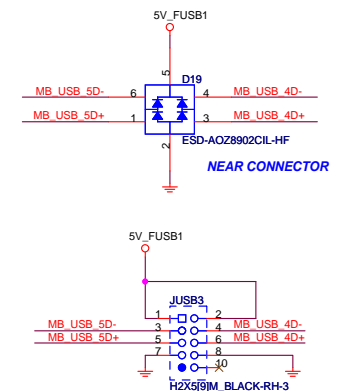 5V_FUSB1
5
D19
MB_USB_5D- 6 4 MB_USB_4D-
MB_USB_5D+ 1 3 MB_USB_4D+
2
ESD-AOZ8902CIL-HF
NEAR CONNECTOR
5V_FUSB1
JUSB3
1 2
MB_USB_5D- 3 4 MB_USB_4D-
MB_USB_5D+ 5 6 MB_USB_4D+
7 8
10
H2X5[9]M_BLACK-RH-3